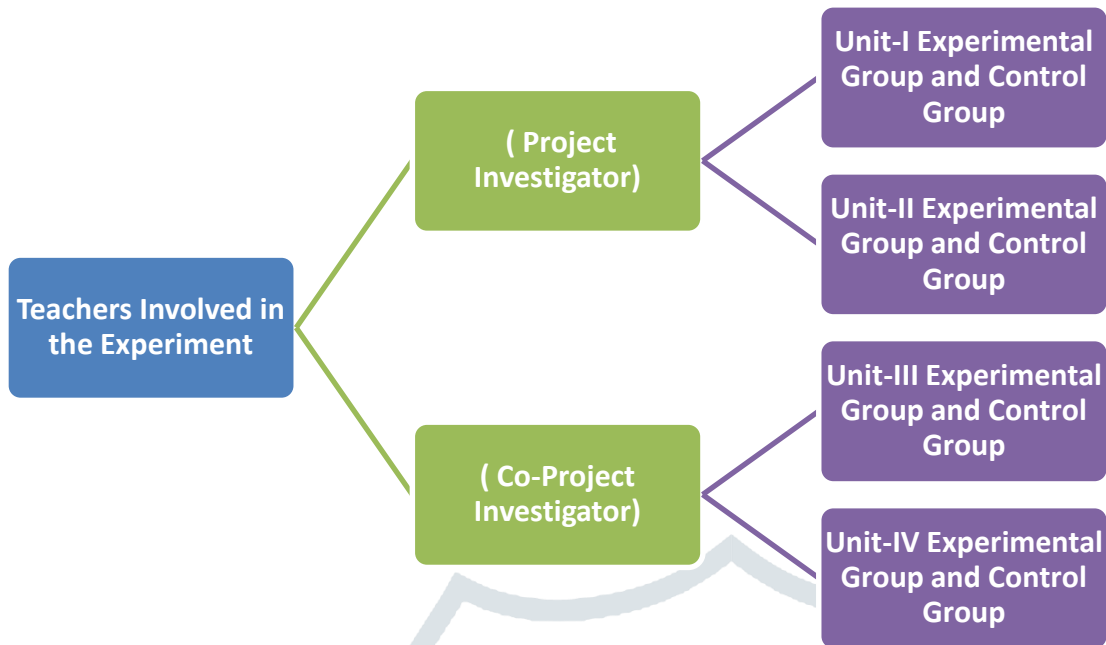 Teachers Involved in
the Experiment
( Project
Investigator)
( Co-Project
Investigator)
Unit-I Experimental
Group and Control
Group
Unit-II Experimental
Group and Control
Group
Unit-III Experimental
Group and Control
Group
Unit-IV Experimental
Group and Control
Group